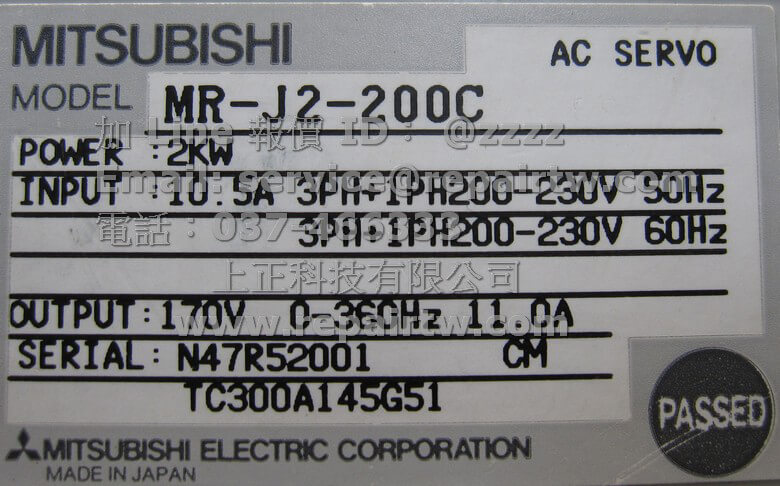 MITSUBISHI
AC SERVO
MODEL MR-J2-200C
加 Line 報價 ID： @zzzz
POWER :2KW
Email: service@repairtw.com
INPUT :10.5A 3PH+1PH200-230V 50Hz
電話：037-466333
3PH+1PH200-230V 60Hz
上正科技有限公司
OUTPUT:170V 0-360Hz 11.0A
www.repairtw.com
SERIAL: N47R52001 CM
TC300A145G51
PASSED
MITSUBISHI ELECTRIC CORPORATION
MADE IN JAPAN